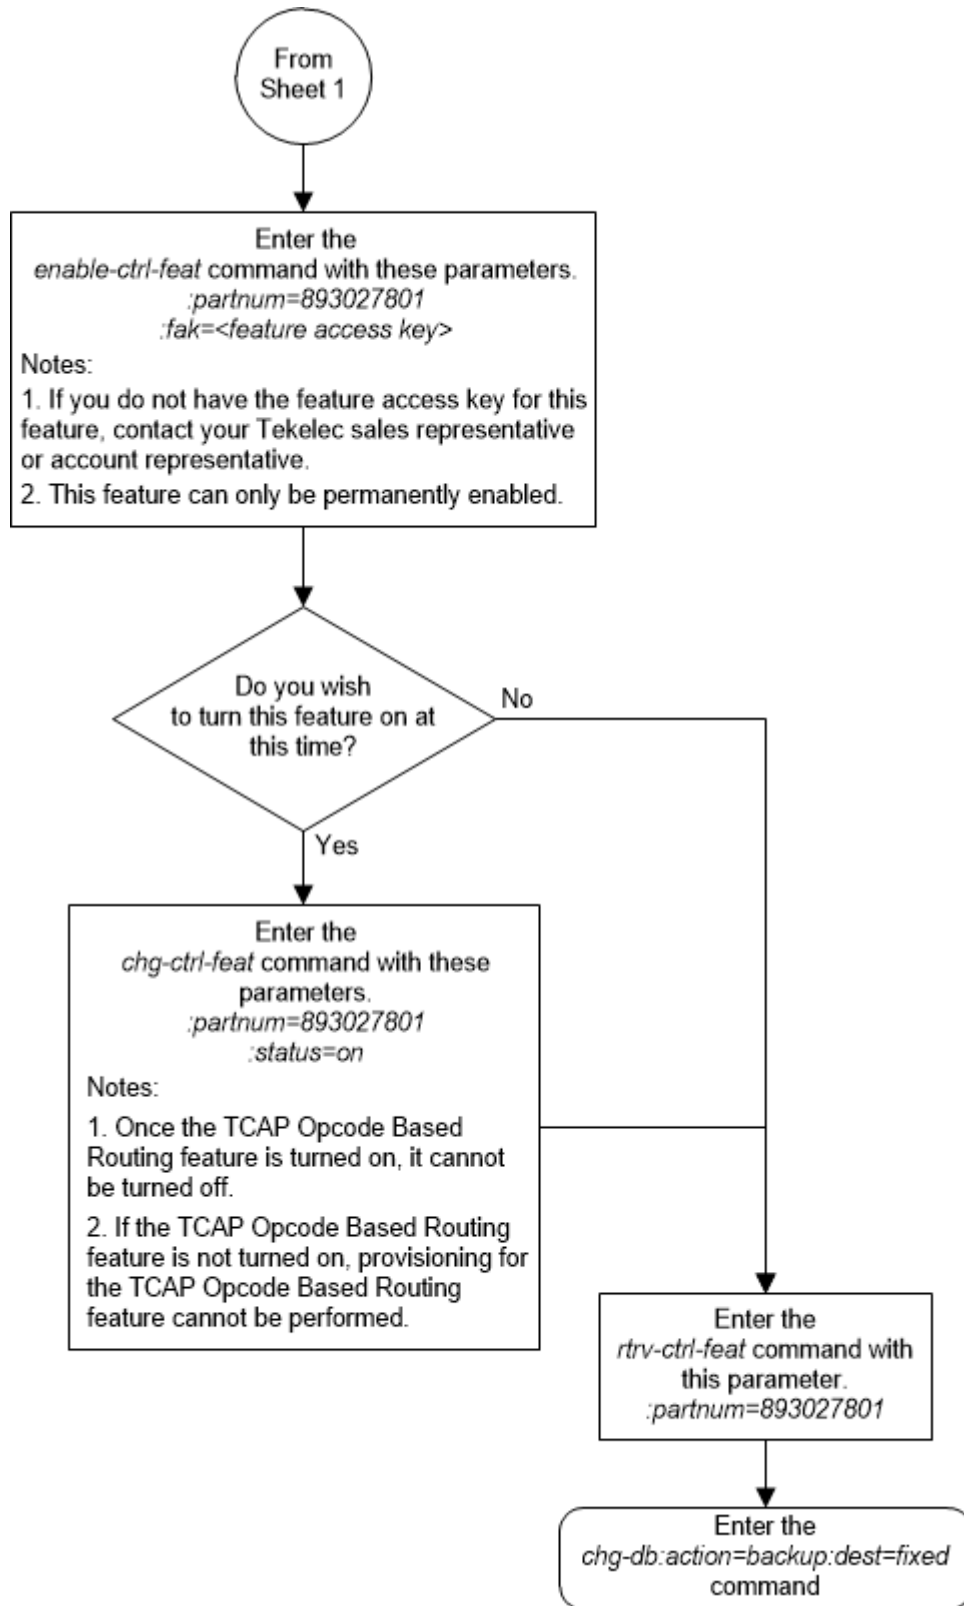 From
Sheet 1
Enter the
enable-ctrl-feat command with these parameters.
:partnum=893027801
:fak=<feature access key>
Notes:
1. If you do not have the feature access key for this
feature, contact your Tekelec sales representative
or account representative.
2. This feature can only be permanently enabled.
Do you wish
to turn this feature on at
this time?
No
Yes
Enter the
chg-ctrl-feat command with these
parameters.
:partnum=893027801
:status=on
Notes:
1. Once the TCAP Opcode Based
Routing feature is turned on, it cannot
be turned off.
2. If the TCAP Opcode Based Routing
feature is not turned on, provisioning for
the TCAP Opcode Based Routing
feature cannot be performed.
Enter the
rtrv-ctrl-feat command with
this parameter.
:partnum=893027801
Enter the
chg-db:action=backup:dest=fixed
command